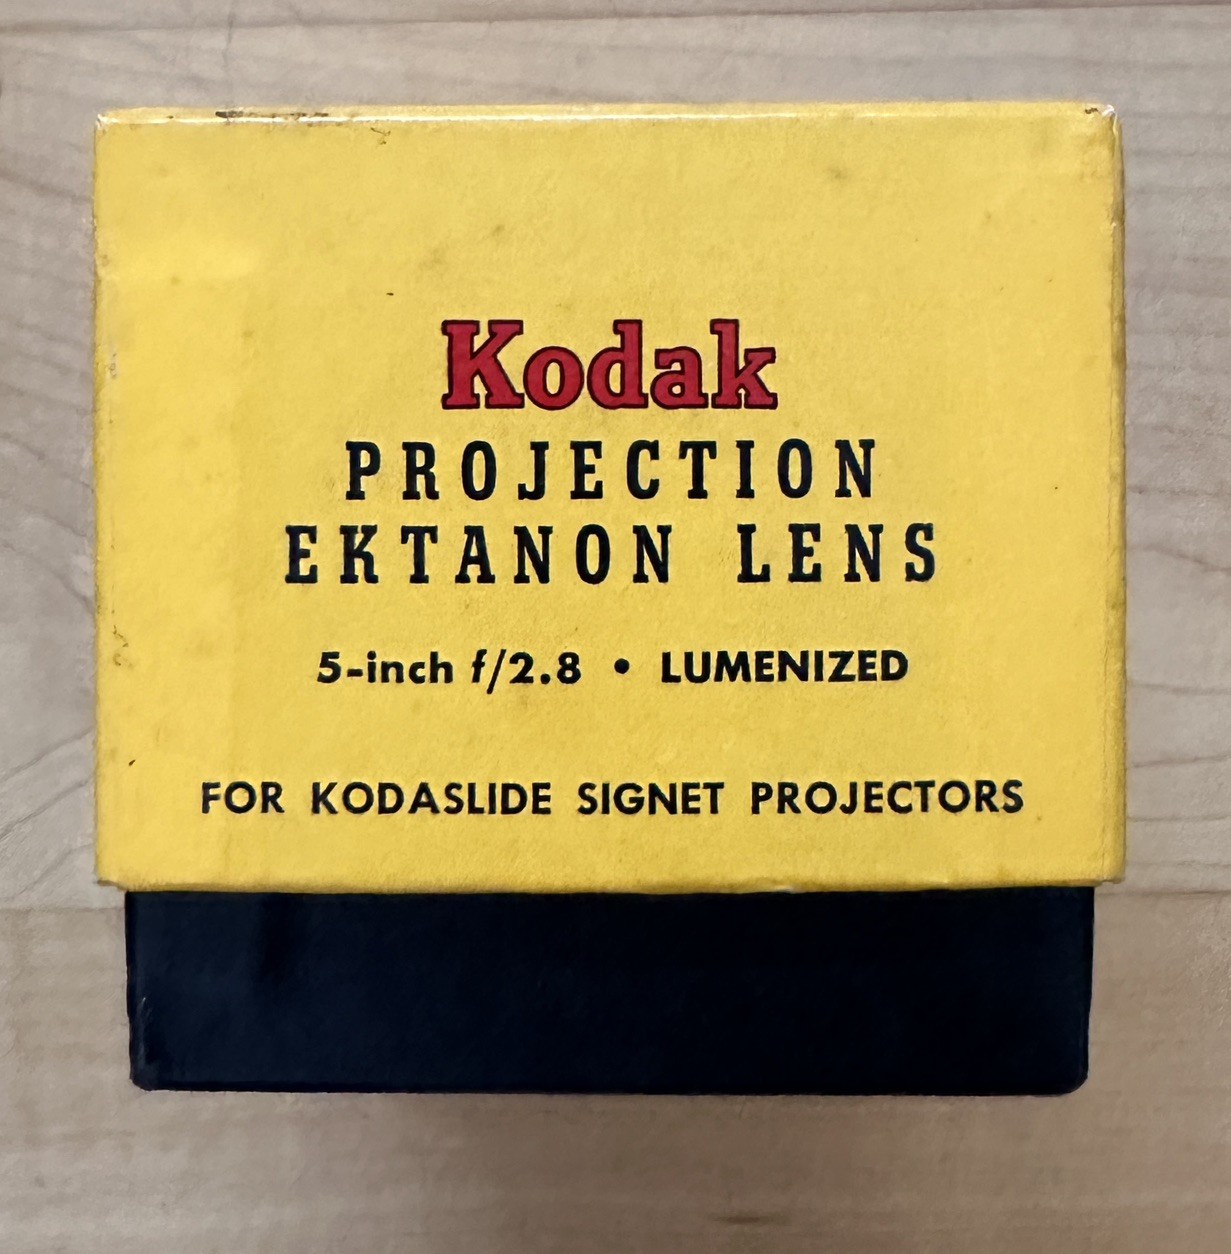 Kodak
PROJECTION
EKTANON LENS
5-inch f/2.8 • LUMENIZED
FOR KODASLIDE SIGNET PROJECTORS